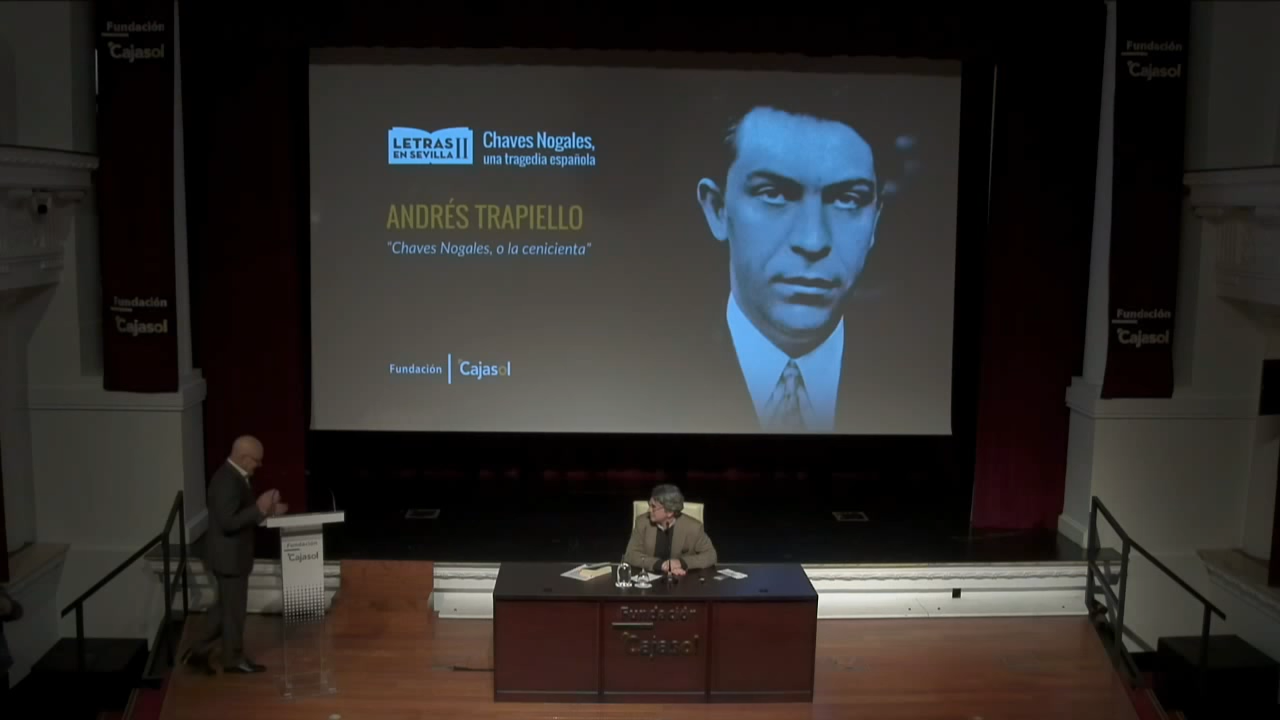 Fundación
Cajasol
Fundación
Cajasol
LETRAS II
EN SEVILLA
Chaves Nogales,
una tragedia española
ANDRÉS TRAPIELLO
"Chaves Nogales, o la cenicienta"
Fundación | Cajasol
Fundación
Cajasol
Fundación
Cajasol
Fundación
Cajasol
Fundación
Cajasol